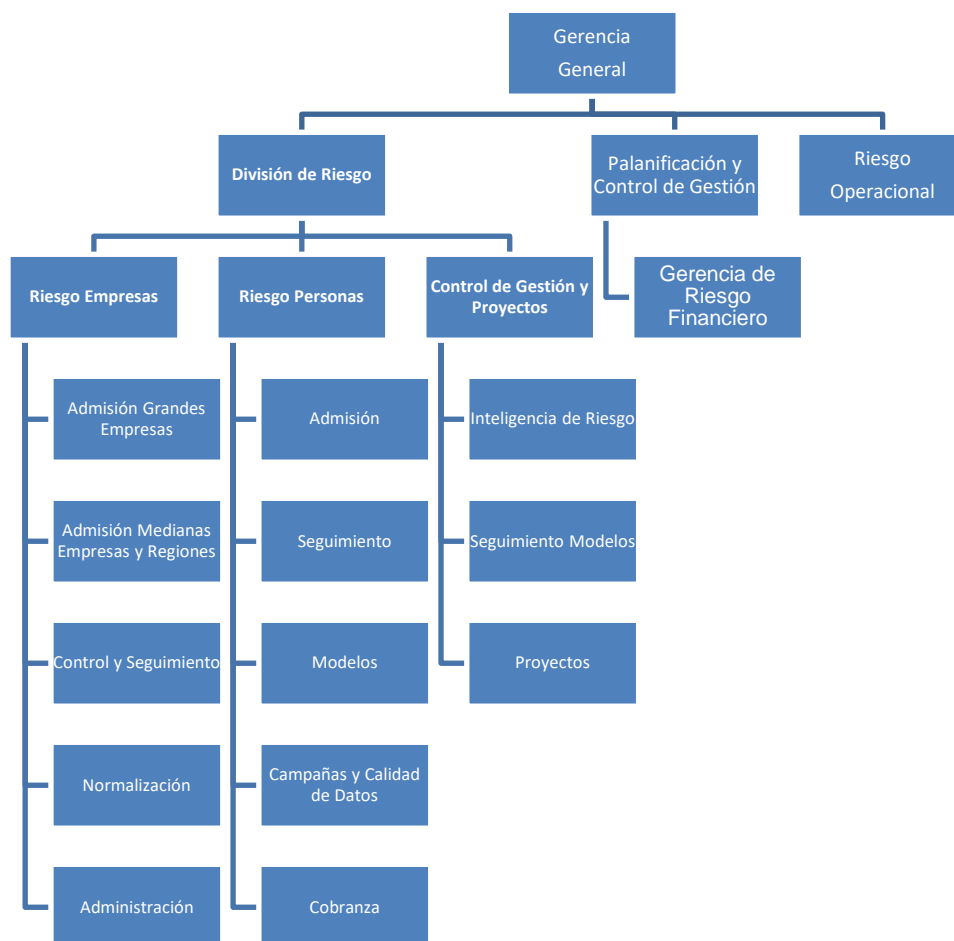 Gerencia
General
División de Riesgo
Palanificación y
Control de Gestión
Riesgo
Operacional
Riesgo Empresas
Riesgo Personas
Control de Gestión y
Proyectos
Gerencia de
Riesgo
Financiero
Admisión Grandes
Empresas
Admisión
Inteligencia de Riesgo
Admisión Medianas
Empresas y Regiones
Seguimiento
Seguimiento Modelos
Control y Seguimiento
Modelos
Proyectos
Normalización
Campañas y Calidad
de Datos
Administración
Cobranza